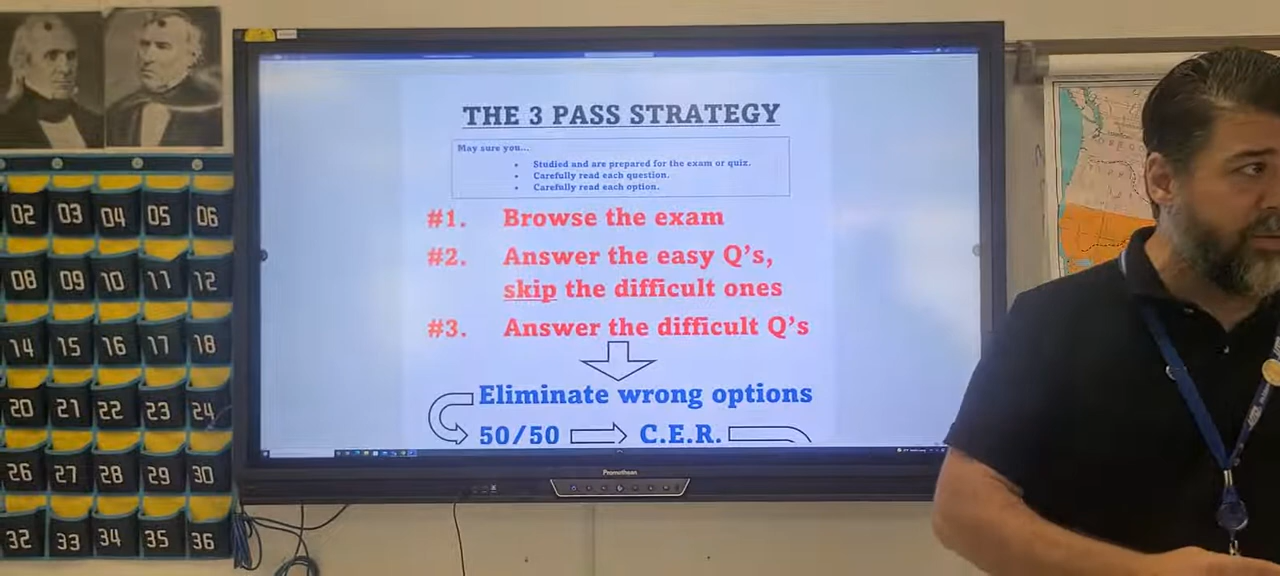 THE 3 PASS STRATEGY
May sure you...
• Studied and are prepared for the exam or quiz.
• Carefully read each question.
• Carefully read each option.
#1. Browse the exam
#2. Answer the easy Q's,
skip the difficult ones
#3. Answer the difficult Q's
Eliminate wrong options
50/50 C.E.R.
Promethean
02 03 04 05 06
08 09 10 11 12
14 15 16 17 18
20 21 22 23 24
26 27 28 29 30
32 33 34 35 36